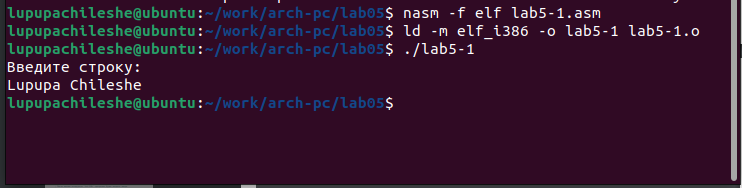 lupupachileshe@ubuntu:~/work/arch-pc/lab05$ nasm -f elf lab5-1.asm
lupupachileshe@ubuntu:~/work/arch-pc/lab05$ ld -m elf_i386 -o lab5-1 lab5-1.o
lupupachileshe@ubuntu:~/work/arch-pc/lab05$ ./lab5-1
Введите строку:
Lupupa Chileshe
lupupachileshe@ubuntu:~/work/arch-pc/lab05$